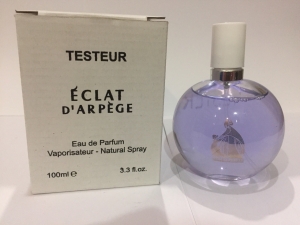 TESTEUR
ÉCLAT
D'ARPÈGE
Eau de Parfum
Vaporisateur - Natural Spray
100ml ℮ 3.3 fl.oz.